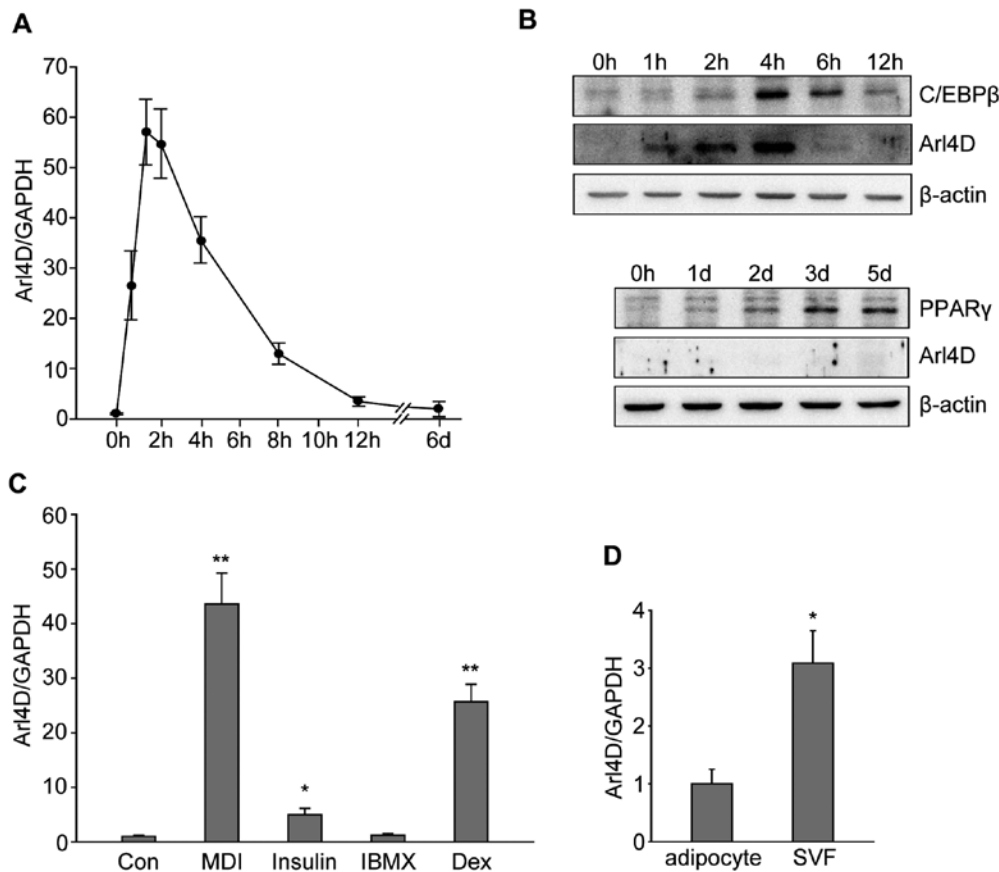 A
Arl4D/GAPDH
70
60
50
40
30
20
10
0
0h 2h 4h 6h 8h 10h 12h 6d
B
0h 1h 2h 4h 6h 12h
C/EBPβ
Arl4D
β-actin
0h 1d 2d 3d 5d
PPARγ
Arl4D
β-actin
C
Arl4D/GAPDH
60
50
40
30
20
10
0
** * **
Con MDI Insulin IBMX Dex
D
Arl4D/GAPDH
4
3
2
1
0
*
adipocyte SVF